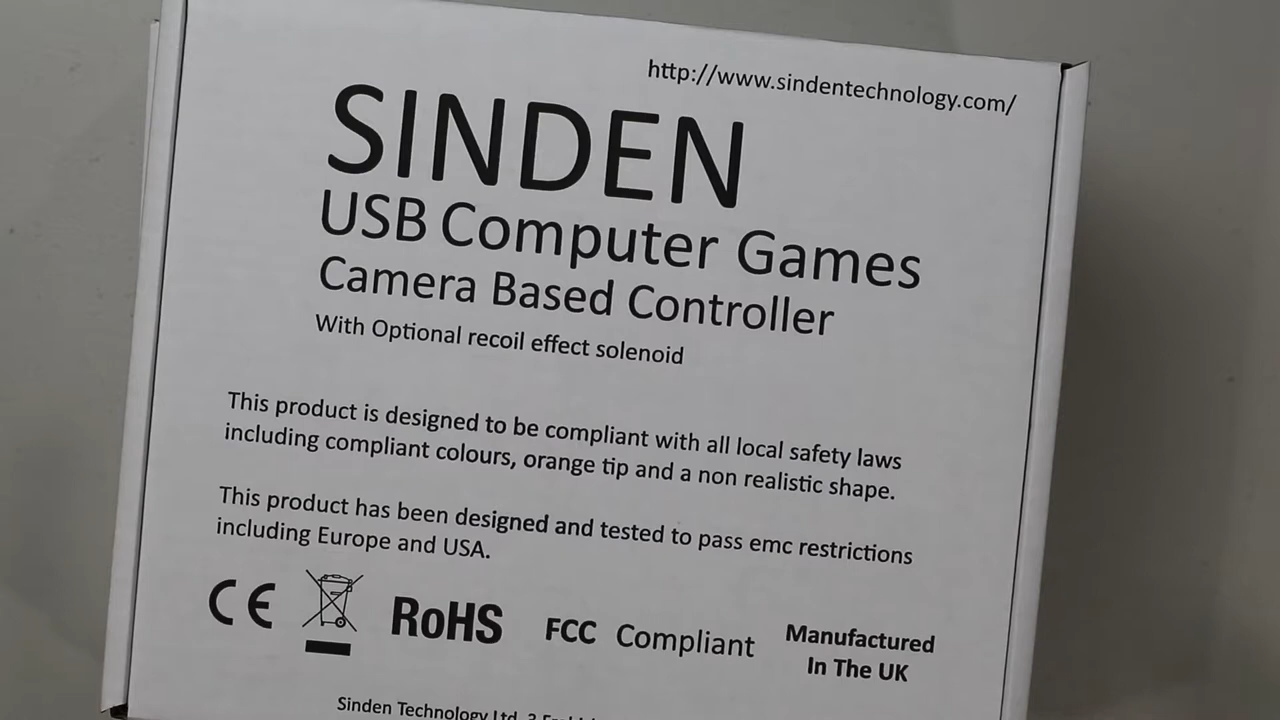 http://www.sindentechnology.com/
SINDEN
USB Computer Games
Camera Based Controller
With Optional recoil effect solenoid
This product is designed to be compliant with all local safety laws
including compliant colours, orange tip and a non realistic shape.
This product has been designed and tested to pass emc restrictions
including Europe and USA.
CE
RoHS
FCC Compliant
Manufactured
In The UK
Sinden Technology Ltd